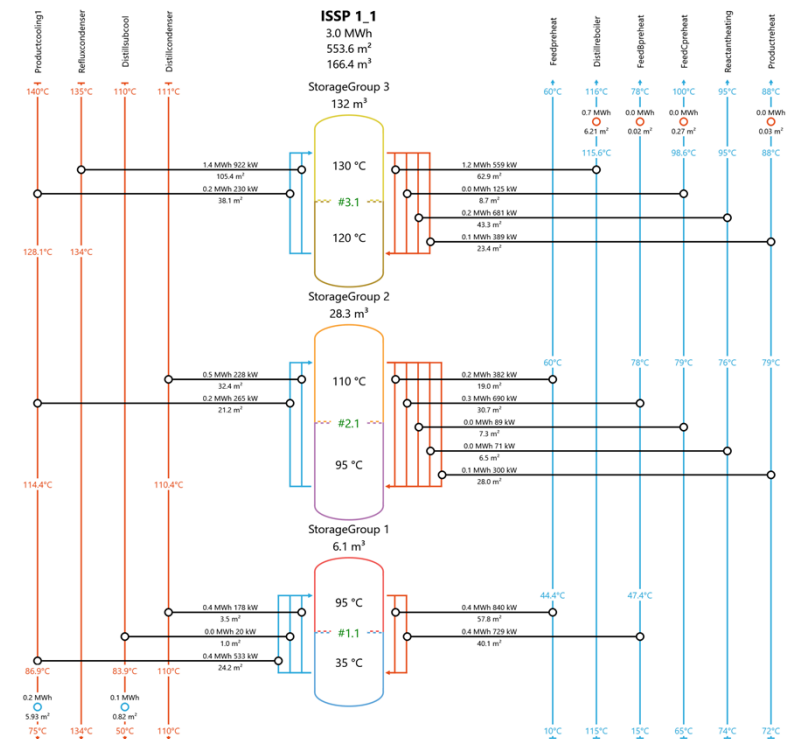 ISSP 1_1
3.0 MWh
553.6 m²
166.4 m³
Productcooling1
Refluxcondenser
Distillsubcool
Distillcondenser
Feedpreheat
Distillreboiler
FeedBpreheat
FeedCpreheat
Reactantheating
Productreheat
140°C
135°C
110°C
111°C
60°C
116°C
78°C
100°C
95°C
88°C
StorageGroup 3
132 m³
0.7 MWh
6.21 m²
0.0 MWh
0.02 m²
0.0 MWh
0.27 m²
0.0 MWh
0.03 m²
115.6°C
98.6°C
95°C
88°C
130 °C
#3.1
120 °C
1.4 MWh 922 kW
105.4 m²
0.2 MWh 230 kW
38.1 m²
1.2 MWh 559 kW
62.9 m²
0.0 MWh 125 kW
8.7 m²
0.2 MWh 681 kW
43.3 m²
0.1 MWh 389 kW
23.4 m²
128.1°C
134°C
StorageGroup 2
28.3 m³
60°C
78°C
79°C
76°C
79°C
110 °C
#2.1
95 °C
0.5 MWh 228 kW
32.4 m²
0.2 MWh 265 kW
21.2 m²
0.2 MWh 382 kW
19.0 m²
0.3 MWh 690 kW
30.7 m²
0.0 MWh 89 kW
7.3 m²
0.0 MWh 71 kW
6.5 m²
0.1 MWh 300 kW
28.0 m²
114.4°C
110.4°C
StorageGroup 1
6.1 m³
44.4°C
47.4°C
95 °C
#1.1
35 °C
0.4 MWh 178 kW
3.5 m²
0.0 MWh 20 kW
1.0 m²
0.4 MWh 533 kW
24.2 m²
0.4 MWh 840 kW
57.8 m²
0.4 MWh 729 kW
40.1 m²
86.9°C
83.9°C
110°C
0.2 MWh
5.93 m²
0.1 MWh
0.82 m²
75°C
134°C
50°C
110°C
10°C
115°C
15°C
65°C
74°C
72°C